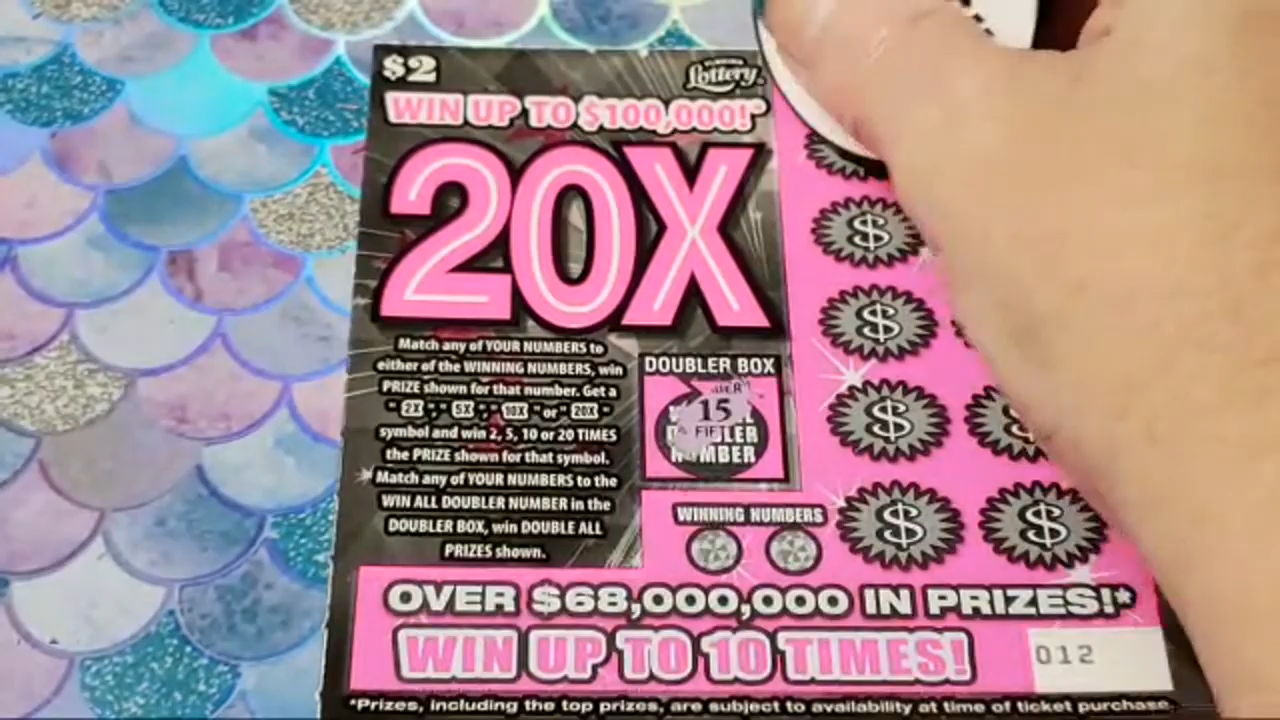 $2
Lottery
WIN UP TO $100,000!*
20X
Match any of YOUR NUMBERS to
either of the WINNING NUMBERS, win
PRIZE shown for that number. Get a
"2X", "5X", "10X" or "20X"
symbol and win 2, 5, 10 or 20 TIMES
the PRIZE shown for that symbol.
Match any of YOUR NUMBERS to the
WIN ALL DOUBLER NUMBER in the
DOUBLER BOX, win DOUBLE ALL
PRIZES shown.
DOUBLER BOX
15
WINNING NUMBERS
$
$
$
$
$
$
OVER $68,000,000 IN PRIZES!*
WIN UP TO 10 TIMES!
012
*Prizes, including the top prizes, are subject to availability at time of ticket purchase.